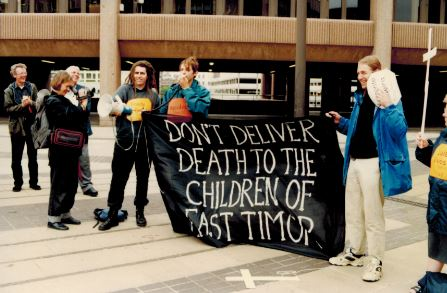 DON'T DELIVER
DEATH TO THE
CHILDREN OF
EAST TIMOR